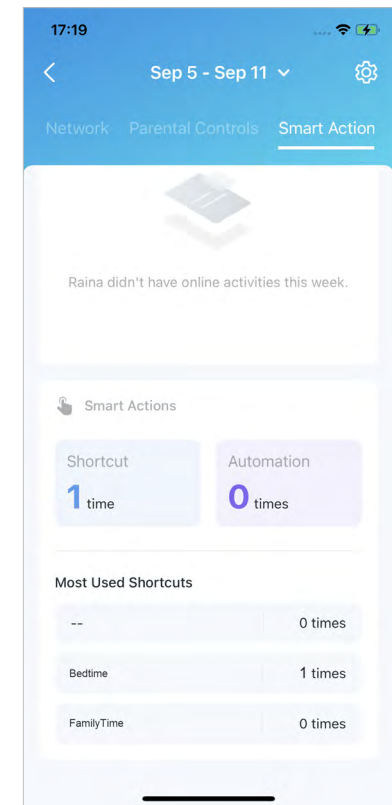 17:19
Sep 5 - Sep 11
Network Parental Controls Smart Action
Raina didn't have online activities this week.
Smart Actions
Shortcut Automation
1 time 0 times
Most Used Shortcuts
-- 0 times
Bedtime 1 times
FamilyTime 0 times